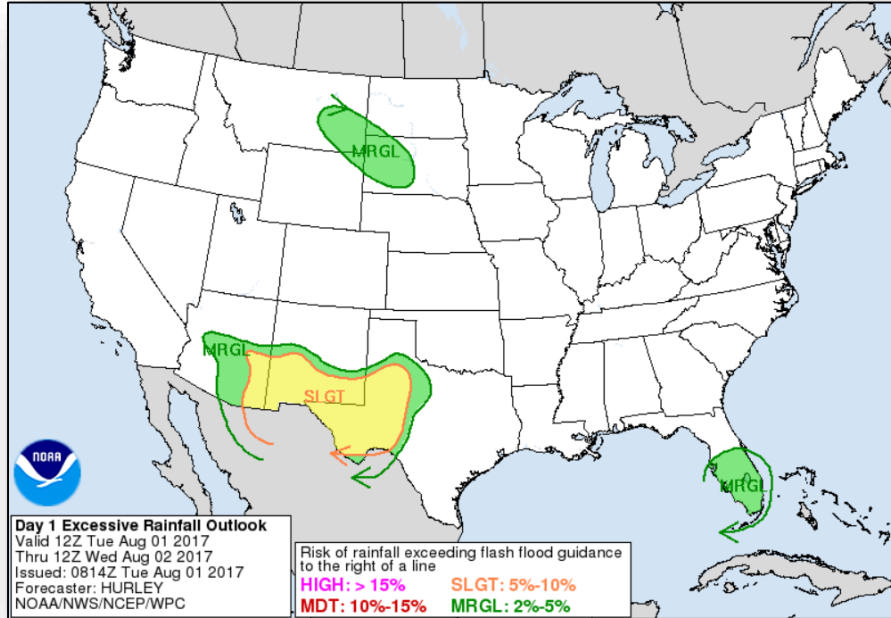 MRGL
MRGL
SLGT
MRGL
NOAA
Day 1 Excessive Rainfall Outlook
Valid 12Z Tue Aug 01 2017
Thru 12Z Wed Aug 02 2017
Issued: 0814Z Tue Aug 01 2017
Forecaster: HURLEY
NOAA/NWS/NCEP/WPC
Risk of rainfall exceeding flash flood guidance
to the right of a line
HIGH: > 15% SLGT: 5%-10%
MDT: 10%-15% MRGL: 2%-5%